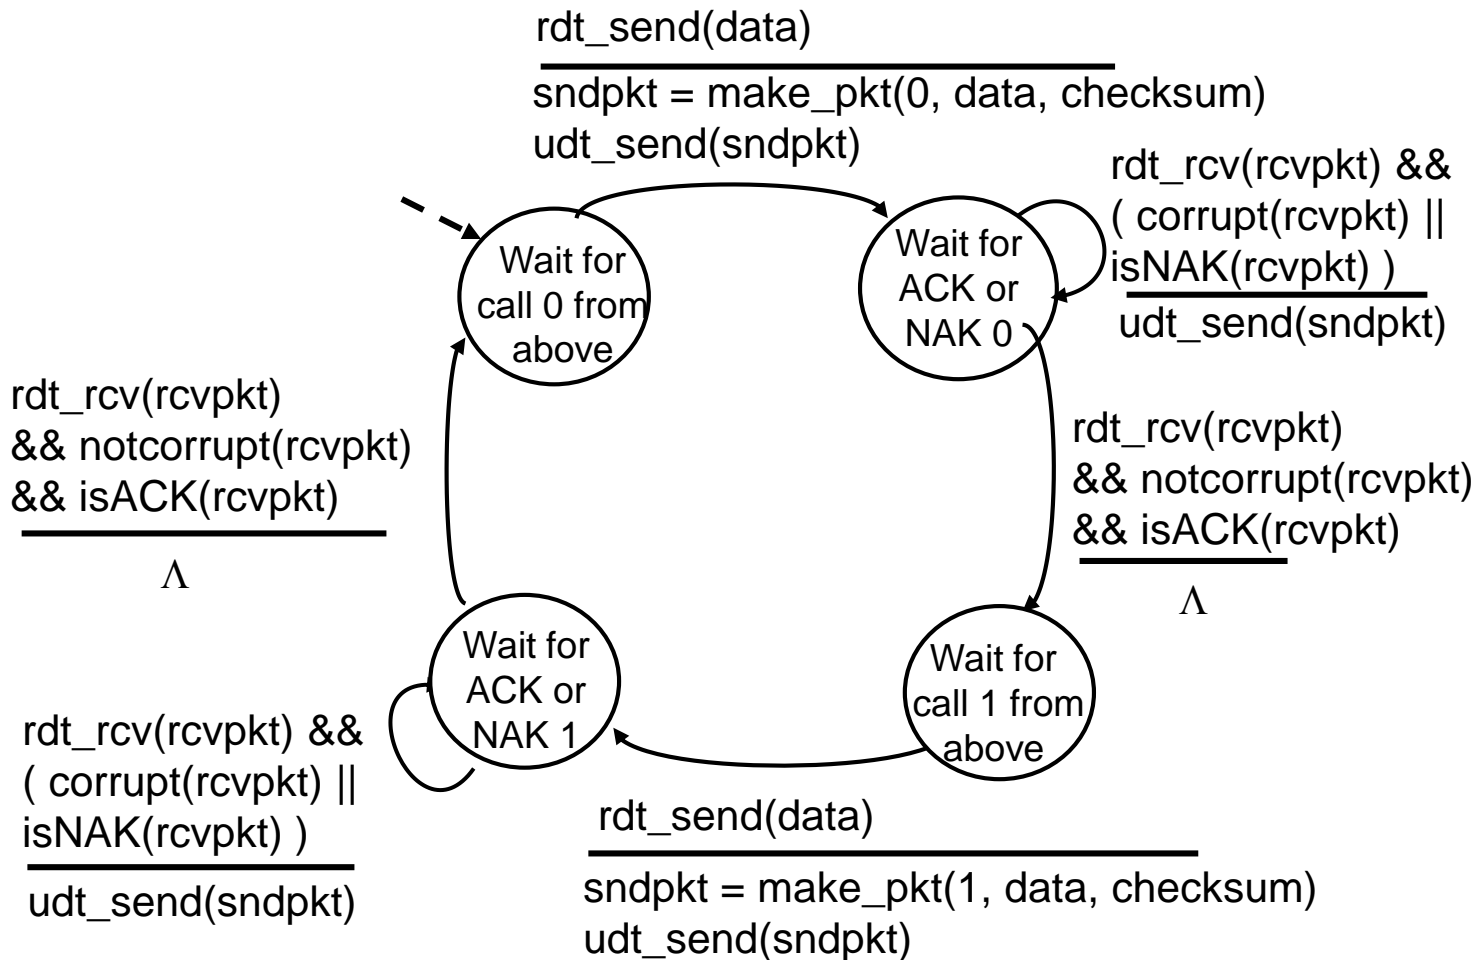 rdt_send(data)
sndpkt = make_pkt(0, data, checksum)
udt_send(sndpkt)
rdt_rcv(rcvpkt) &&
( corrupt(rcvpkt) ||
isNAK(rcvpkt) )
udt_send(sndpkt)
Wait for
call 0 from
above
Wait for
ACK or
NAK 0
rdt_rcv(rcvpkt)
&& notcorrupt(rcvpkt)
&& isACK(rcvpkt)
Λ
rdt_rcv(rcvpkt)
&& notcorrupt(rcvpkt)
&& isACK(rcvpkt)
Λ
Wait for
ACK or
NAK 1
Wait for
call 1 from
above
rdt_rcv(rcvpkt) &&
( corrupt(rcvpkt) ||
isNAK(rcvpkt) )
udt_send(sndpkt)
rdt_send(data)
sndpkt = make_pkt(1, data, checksum)
udt_send(sndpkt)